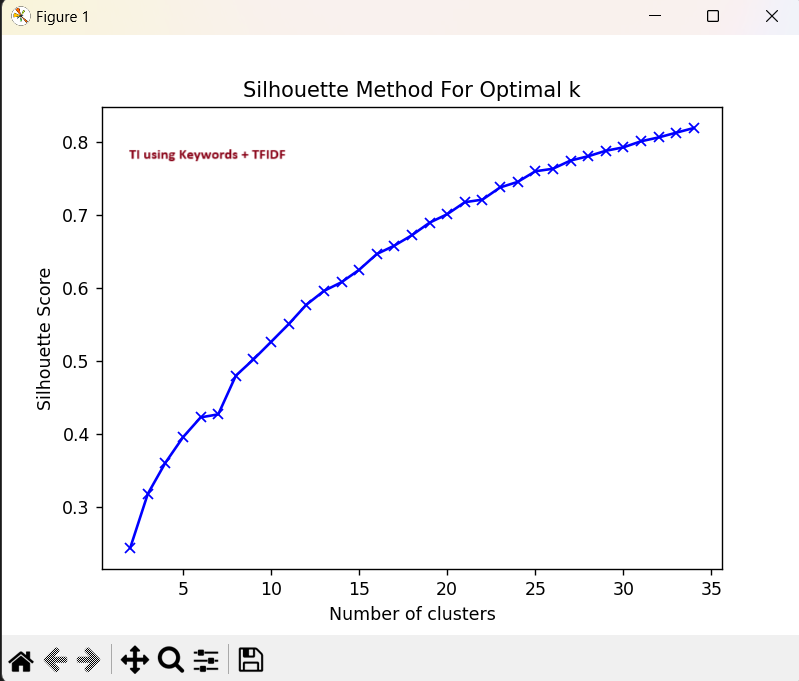 Figure 1
Silhouette Method For Optimal k
TI using Keywords + TFIDF
Silhouette Score
0.8
0.7
0.6
0.5
0.4
0.3
5 10 15 20 25 30 35
Number of clusters